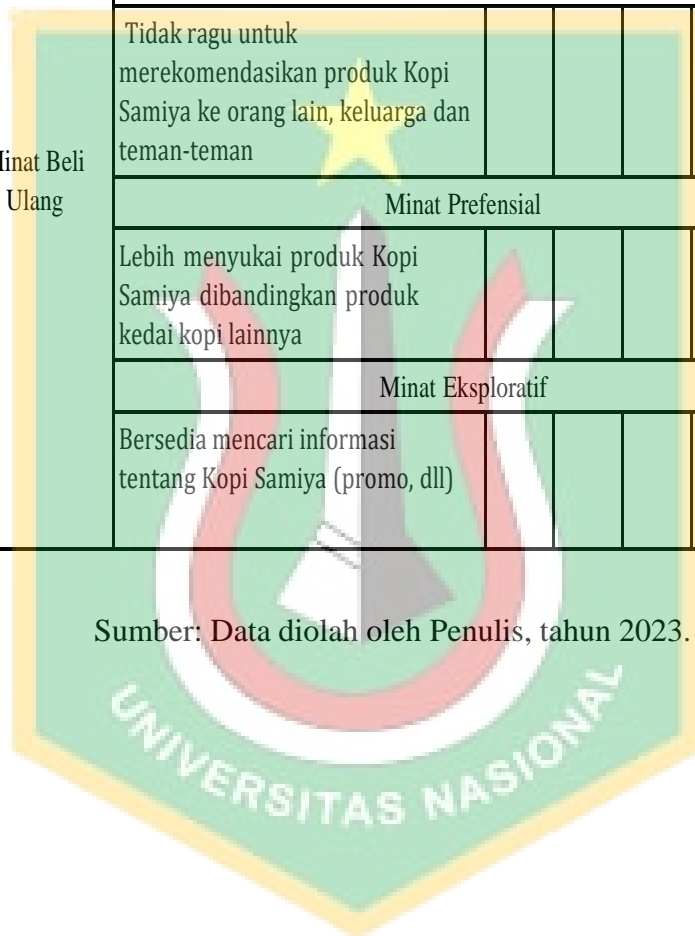 Tidak ragu untuk
merekomendasikan produk Kopi
Samiya ke orang lain, keluarga dan
teman-teman
Beli
Ulang
Minat Prefensial
Lebih menyukai produk Kopi
Samiya dibandingkan produk
kedai kopi lainnya
Minat Eksploratif
Bersedia mencari informasi
tentang Kopi Samiya (promo, dll)
Sumber: Data diolah oleh Penulis, tahun 2023.
UNIVERSITAS NASIONAL